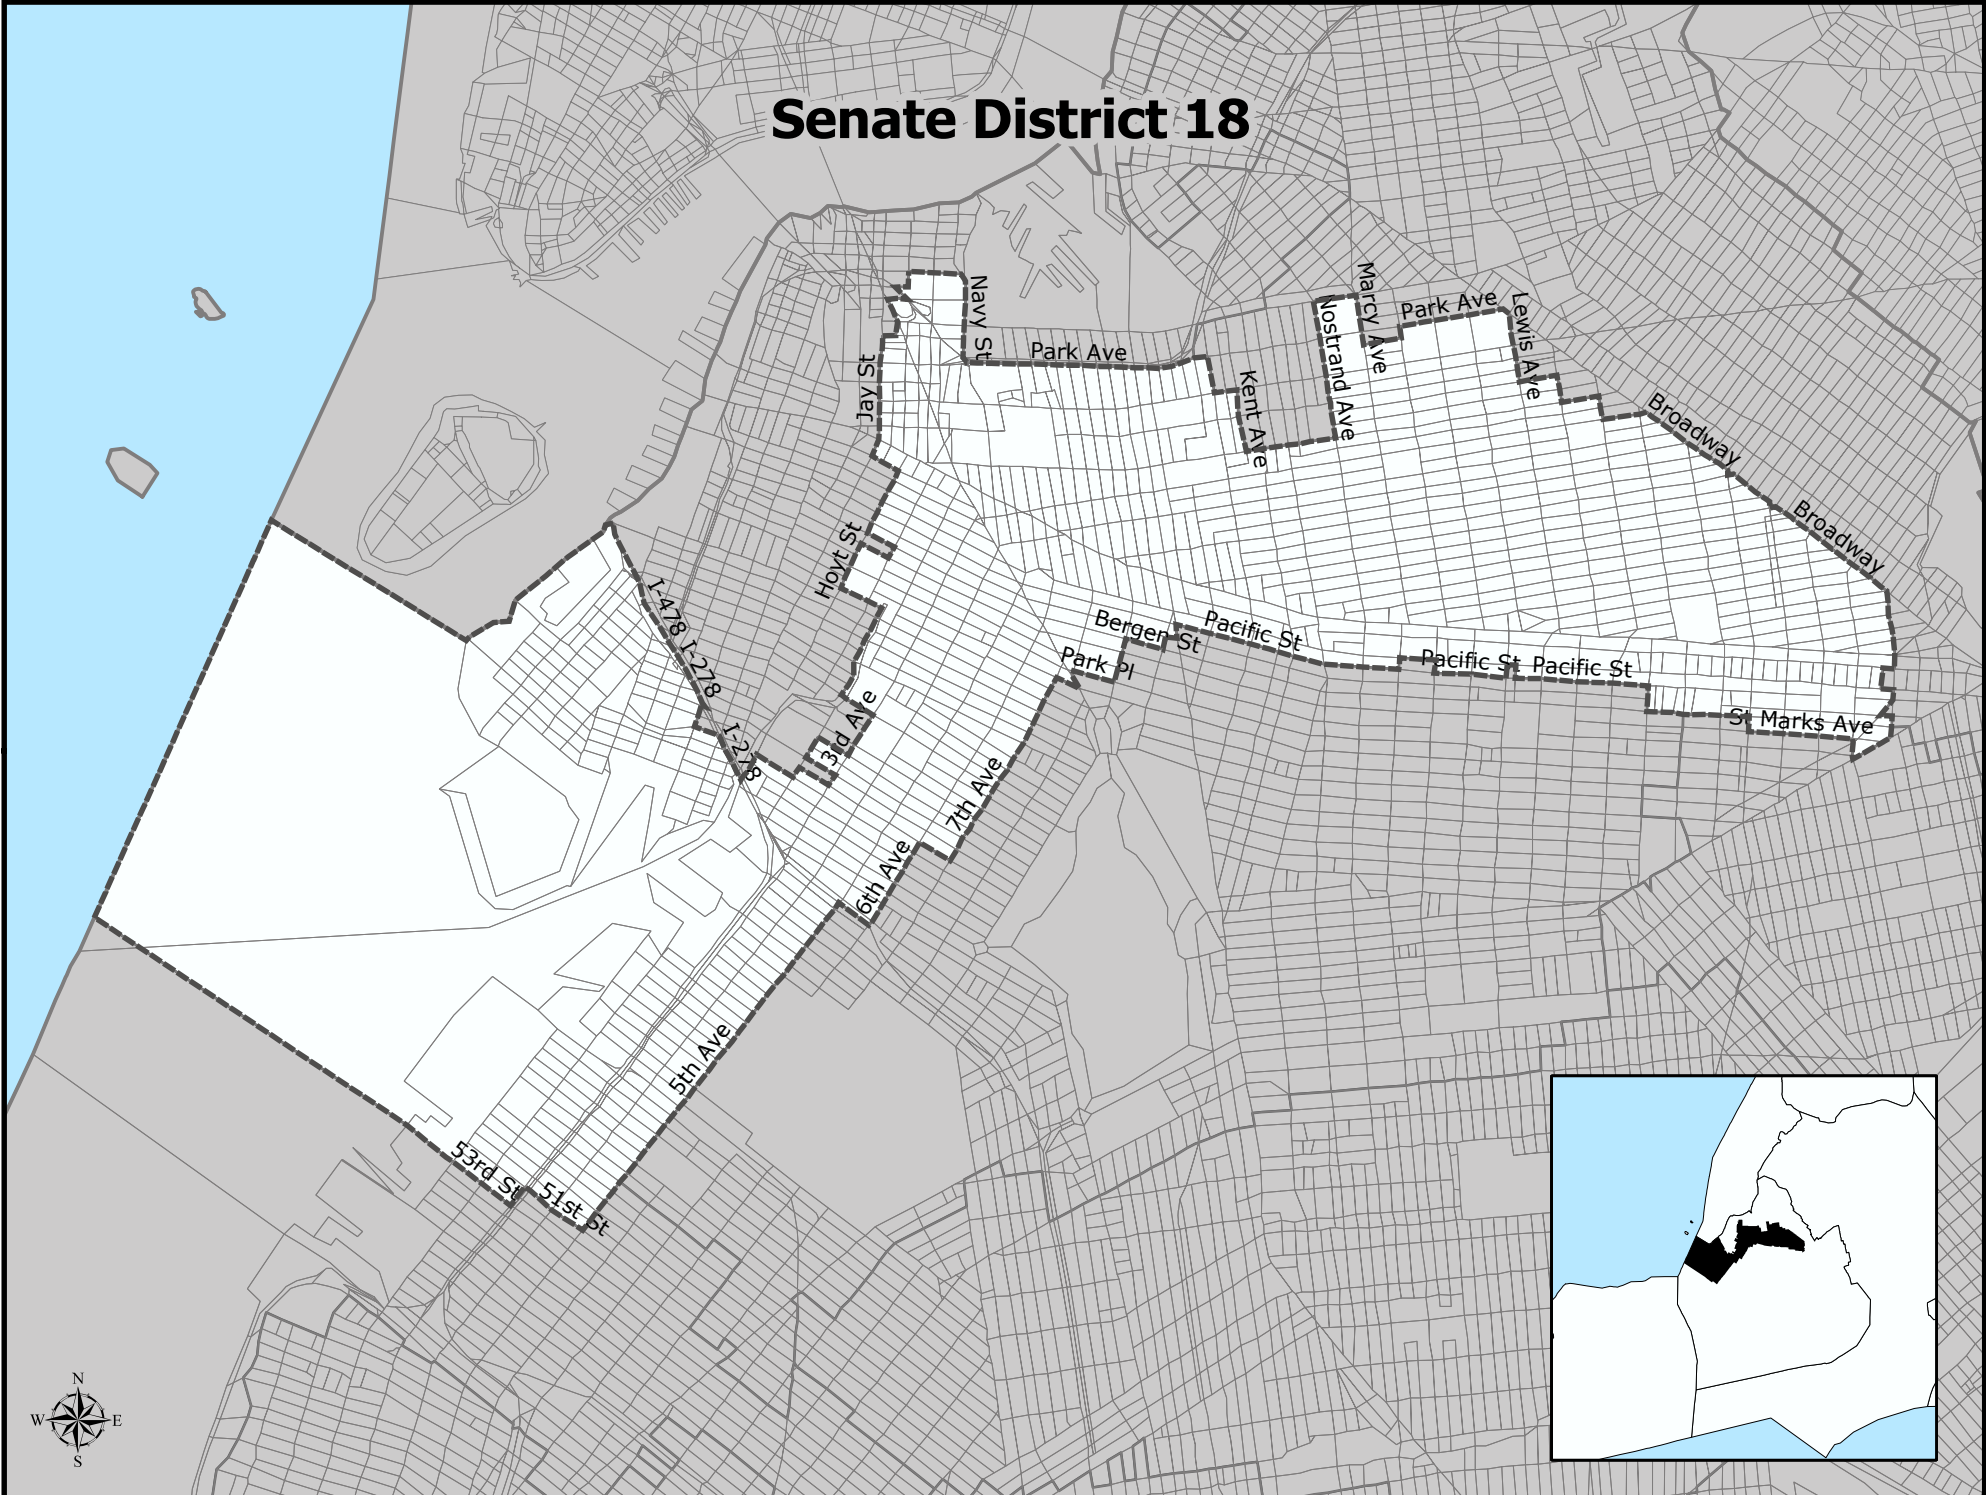 Senate District 18
Navy St
Marcy Ave
Park Ave
Lewis Ave
Nostrand Ave
Park Ave
Jay St
Kent Ave
Broadway
Broadway
Hoyt St
I-478
I-278
Bergen St
Pacific St
Park Pl
Pacific St
Pacific St
3rd Ave
St Marks Ave
I-278
7th Ave
6th Ave
5th Ave
53rd St
51st St
N
W
E
S